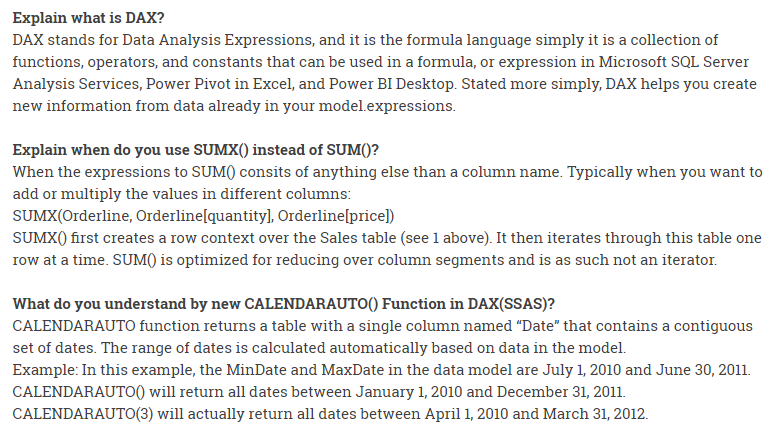 Explain what is DAX?
DAX stands for Data Analysis Expressions, and it is the formula language simply it is a collection of
functions, operators, and constants that can be used in a formula, or expression in Microsoft SQL Server
Analysis Services, Power Pivot in Excel, and Power BI Desktop. Stated more simply, DAX helps you create
new information from data already in your model.expressions.
Explain when do you use SUMX() instead of SUM()?
When the expressions to SUM() consits of anything else than a column name. Typically when you want to
add or multiply the values in different columns:
SUMX(Orderline, Orderline[quantity], Orderline[price])
SUMX() first creates a row context over the Sales table (see 1 above). It then iterates through this table one
row at a time. SUM() is optimized for reducing over column segments and is as such not an iterator.
What do you understand by new CALENDARAUTO() Function in DAX(SSAS)?
CALENDARAUTO function returns a table with a single column named “Date” that contains a contiguous
set of dates. The range of dates is calculated automatically based on data in the model.
Example: In this example, the MinDate and MaxDate in the data model are July 1, 2010 and June 30, 2011.
CALENDARAUTO() will return all dates between January 1, 2010 and December 31, 2011.
CALENDARAUTO(3) will actually return all dates between April 1, 2010 and March 31, 2012.